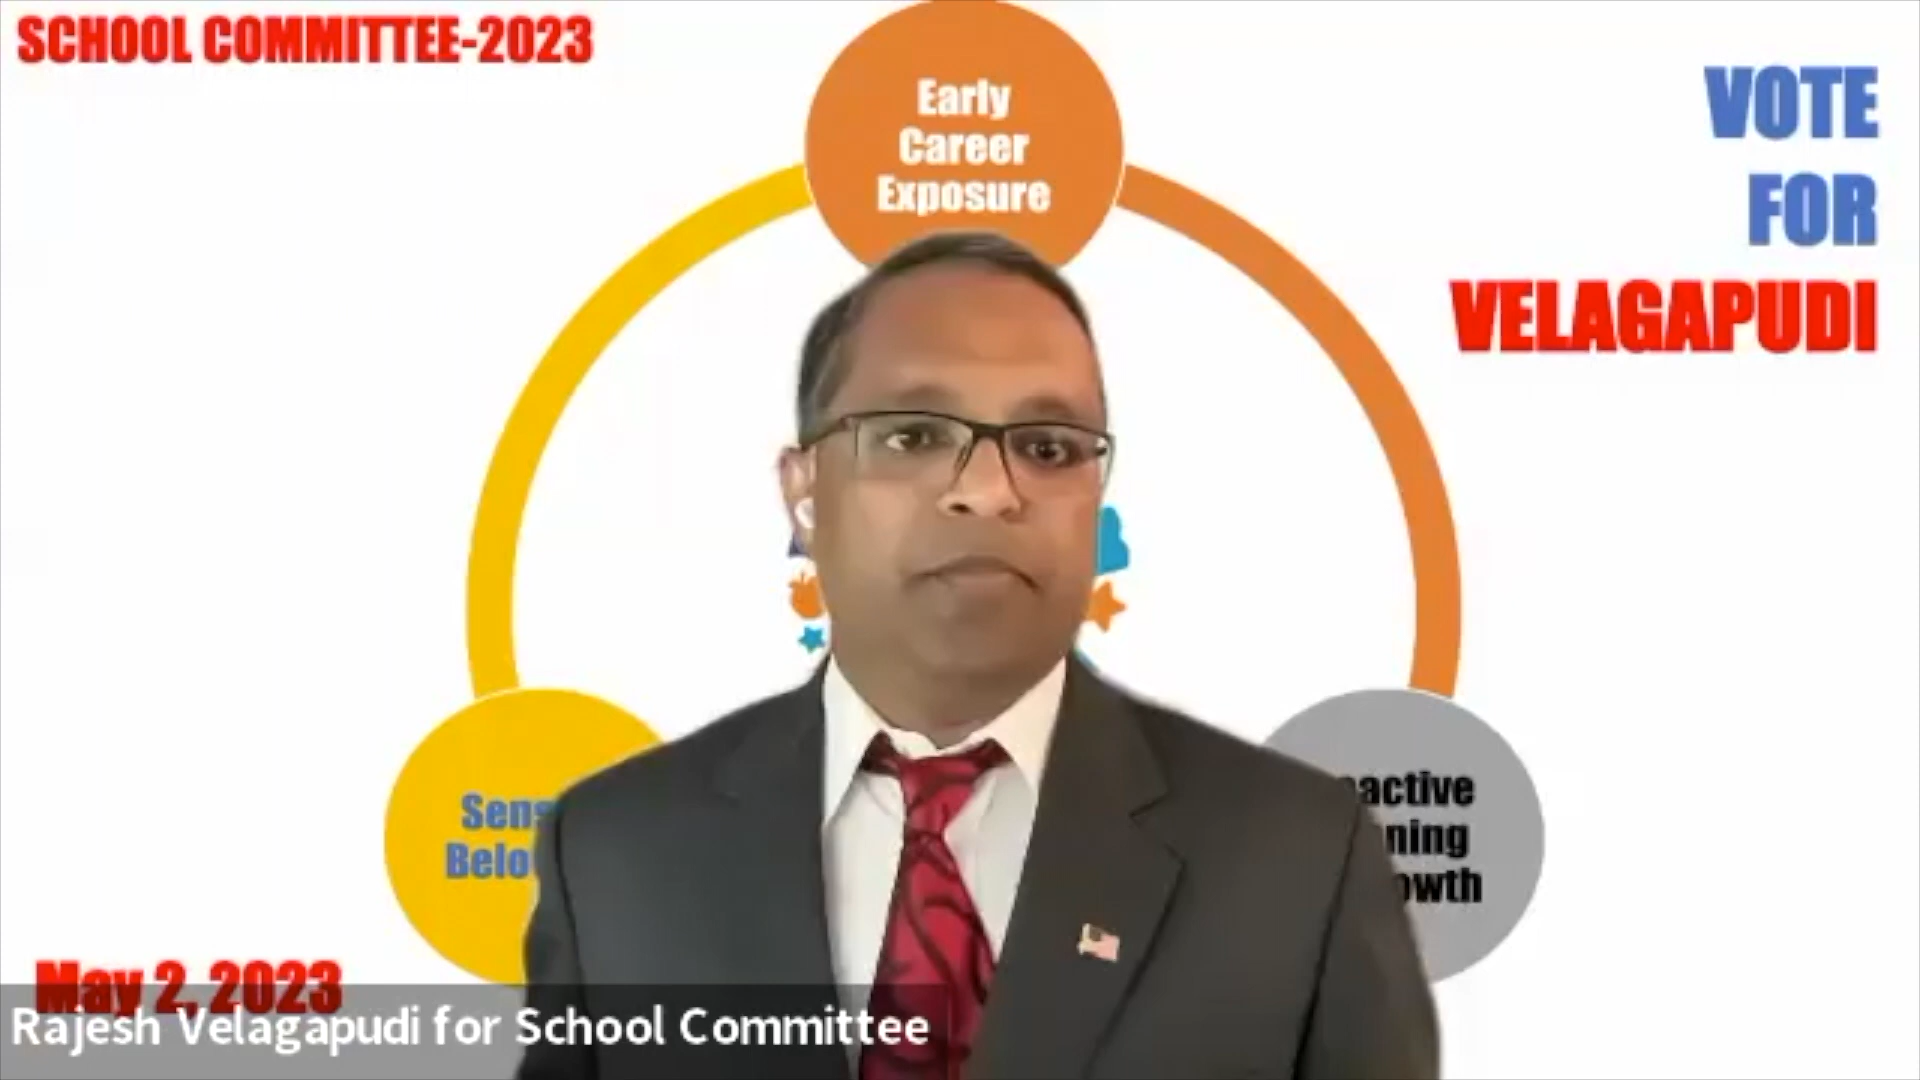 SCHOOL COMMITTEE-2023
Early
Career
Exposure
VOTE
FOR
VELAGAPUDI
May 2, 2023
Rajesh Velagapudi for School Committee